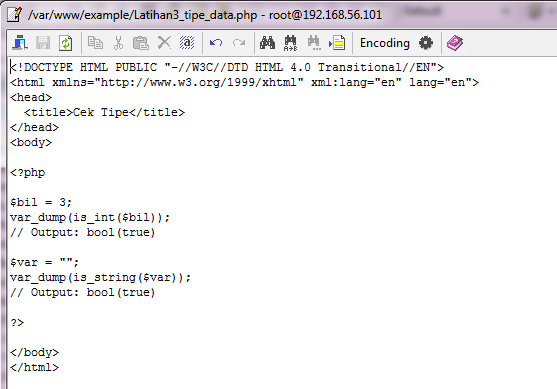 /var/www/example/Latihan3_tipe_data.php - root@192.168.56.101
Encoding
<!DOCTYPE HTML PUBLIC "-//W3C//DTD HTML 4.0 Transitional//EN">
<html xmlns="http://www.w3.org/1999/xhtml" xml:lang="en" lang="en">
<head>
  <title>Cek Tipe</title>
</head>
<body>

<?php

$bil = 3;
var_dump(is_int($bil));
// Output: bool(true)

$var = "";
var_dump(is_string($var));
// Output: bool(true)

?>

</body>
</html>